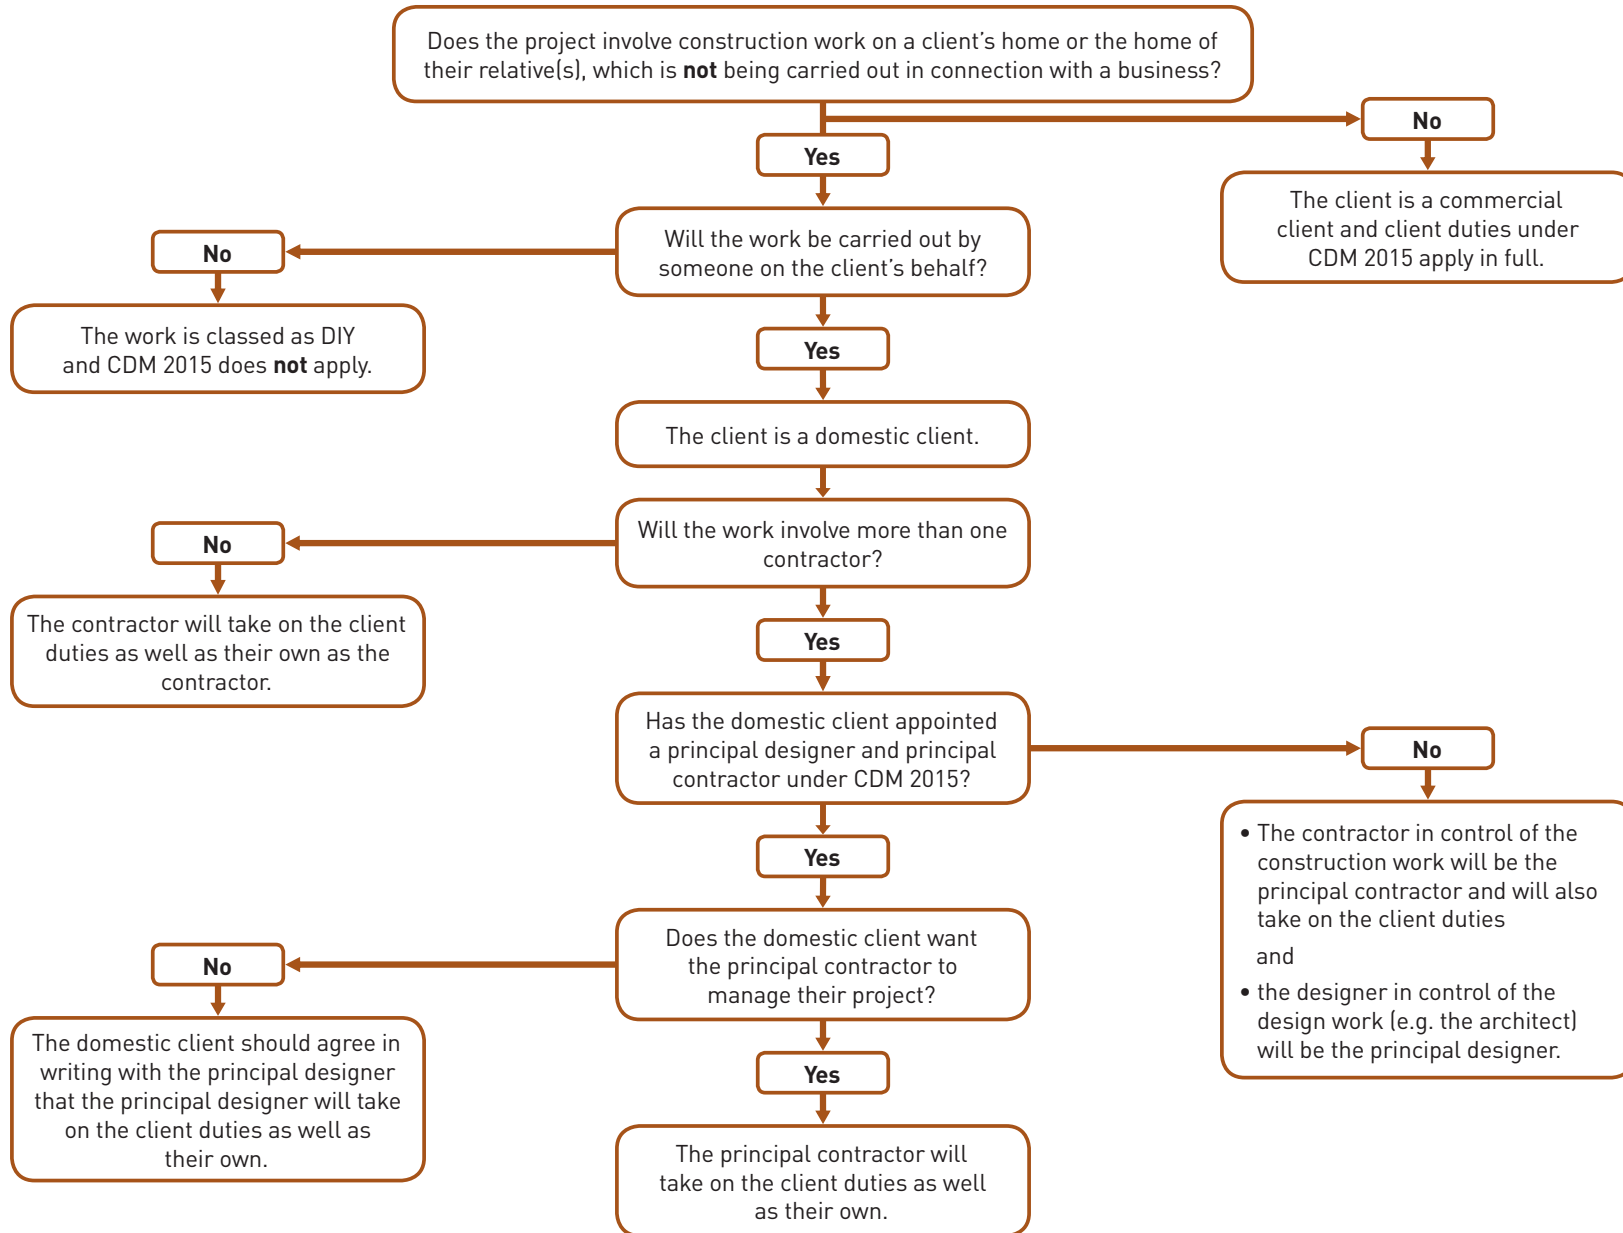 Does the project involve construction work on a client’s home or the home of
their relative(s), which is not being carried out in connection with a business?
No
Yes
The client is a commercial
client and client duties under
CDM 2015 apply in full.
Will the work be carried out by
someone on the client’s behalf?
No
The work is classed as DIY
and CDM 2015 does not apply.
Yes
The client is a domestic client.
Will the work involve more than one
contractor?
No
The contractor will take on the client
duties as well as their own as the
contractor.
Yes
Has the domestic client appointed
a principal designer and principal
contractor under CDM 2015?
No
• The contractor in control of the
construction work will be the
principal contractor and will also
take on the client duties
and
• the designer in control of the
design work (e.g. the architect)
will be the principal designer.
Yes
Does the domestic client want
the principal contractor to
manage their project?
No
The domestic client should agree in
writing with the principal designer
that the principal designer will take
on the client duties as well as
their own.
Yes
The principal contractor will
take on the client duties as well
as their own.